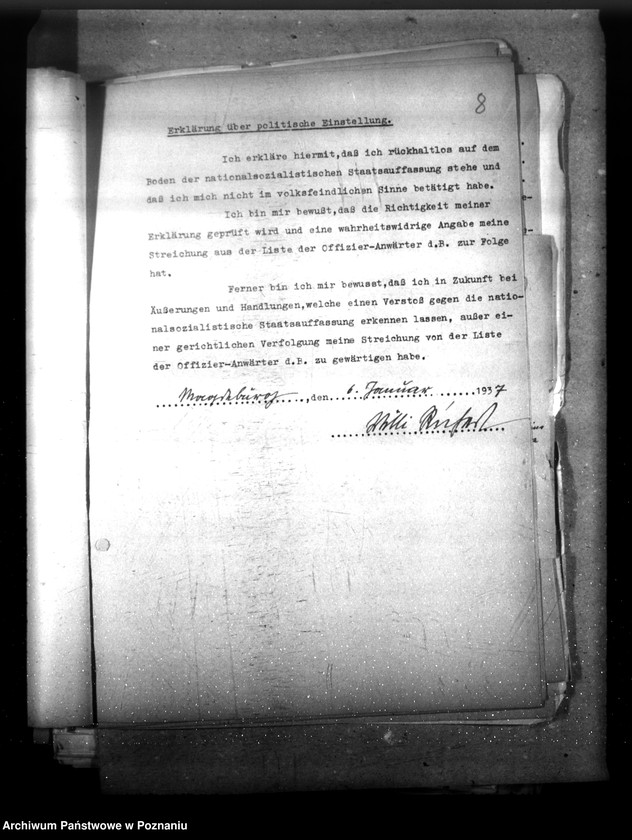 8
Erklärung über politische Einstellung.
Ich erkläre hiermit,daß ich rückhaltlos auf dem
Boden der nationalsozialistischen Staatsauffassung stehe und
daß ich mich nicht im volksfeindlichen Sinne betätigt habe.
Ich bin mir bewußt,daß die Richtigkeit meiner
Erklärung geprüft wird und eine wahrheitswidrige Angabe meine
Streichung aus der Liste der Offizier-Anwärter d.B. zur Folge
hat.
Ferner bin ich mir bewusst,daß ich in Zukunft bei
Äußerungen und Handlungen,welche einen Verstoß gegen die natio-
nalsozialistische Staatsauffassung erkennen lassen, außer ei-
ner gerichtlichen Verfolgung meine Streichung von der Liste
der Offizier-Anwärter d.B. zu gewärtigen habe.
Magdeburg, den 6. Januar 1937
Willi
Archiwum Państwowe w Poznaniu